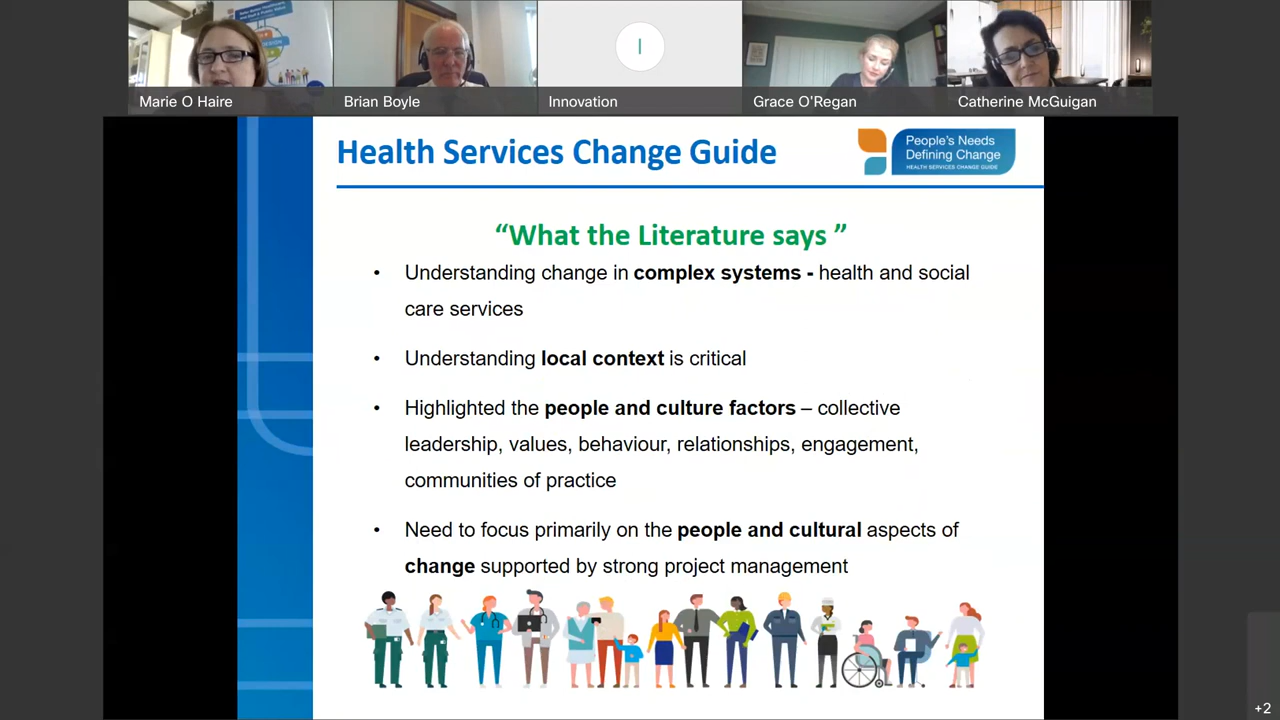 Marie O Haire
Brian Boyle
I
Innovation
Grace O'Regan
Catherine McGuigan
Health Services Change Guide
People's Needs
Defining Change
HEALTH SERVICES CHANGE GUIDE
“What the Literature says ”
• Understanding change in complex systems - health and social
care services
• Understanding local context is critical
• Highlighted the people and culture factors – collective
leadership, values, behaviour, relationships, engagement,
communities of practice
• Need to focus primarily on the people and cultural aspects of
change supported by strong project management
+2